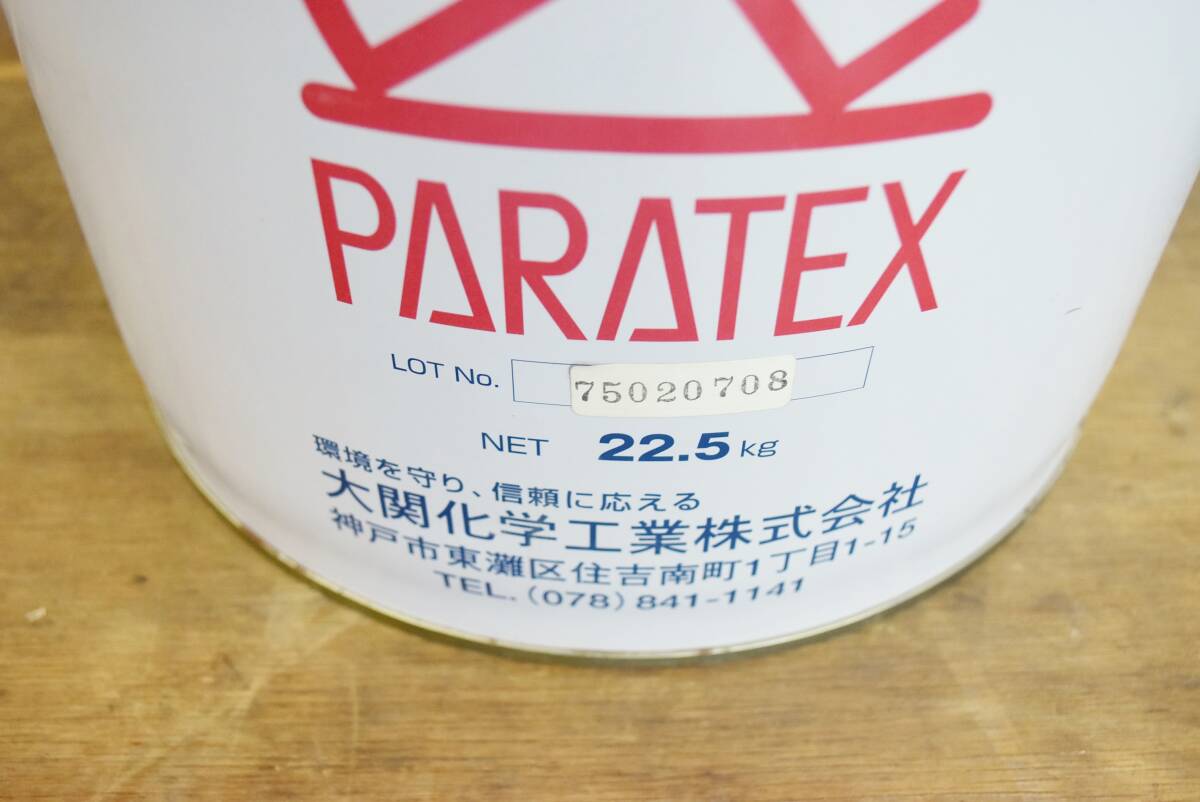 PARATEX
LOT No. 75020708
NET 22.5 kg
環境を守り、信頼に応える
大関化学工業株式会社
神戸市東灘区住吉南町1丁目1-15
TEL. (078) 841-1141